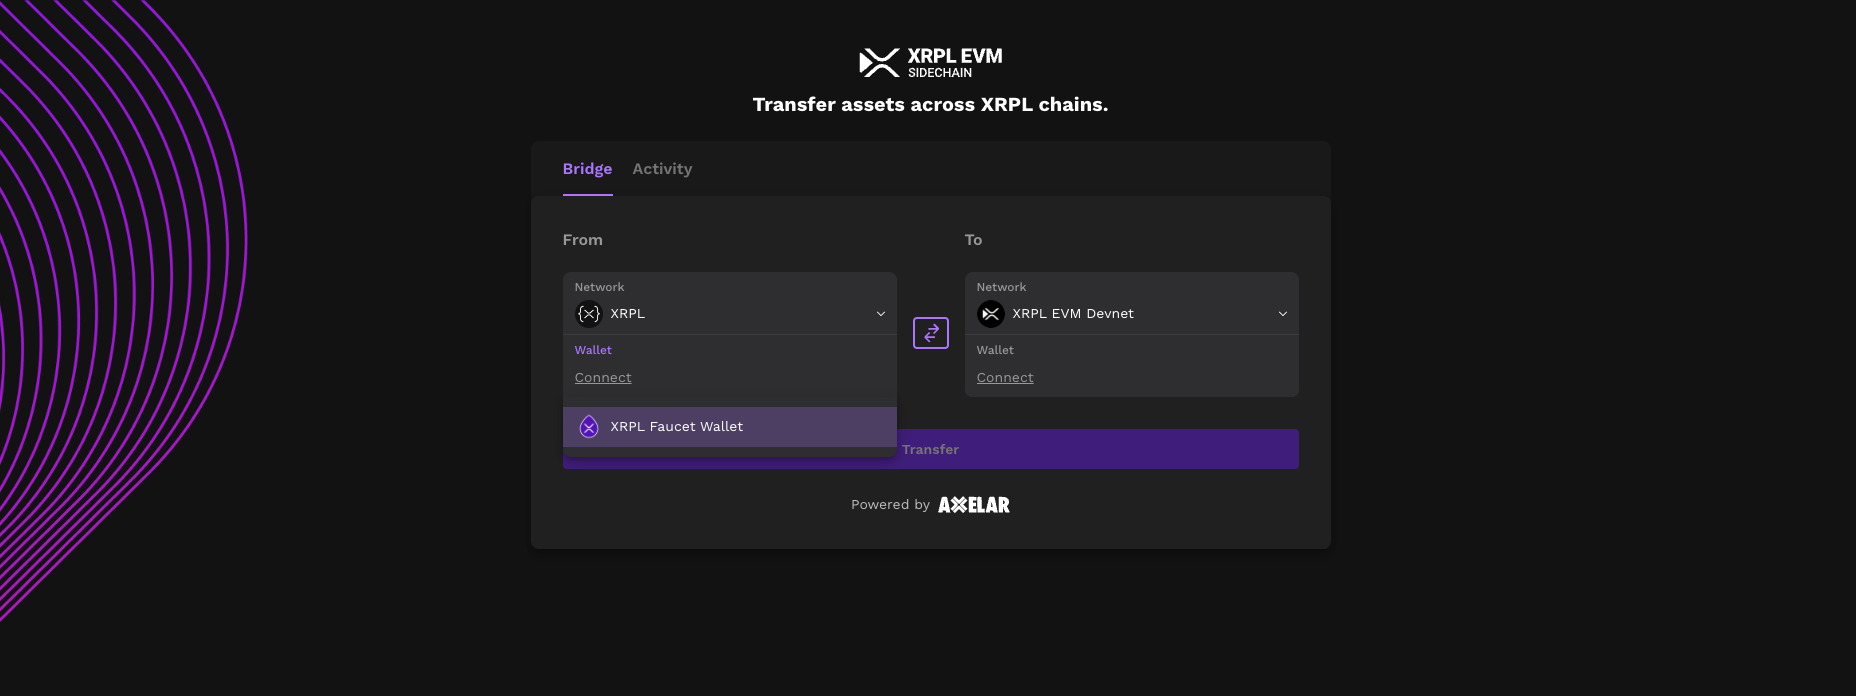 XRPL EVM
SIDECHAIN
Transfer assets across XRPL chains.
Bridge Activity
From
Network
XRPL
Wallet
Connect
XRPL Faucet Wallet
To
Network
XRPL EVM Devnet
Wallet
Connect
Transfer
Powered by AXELAR